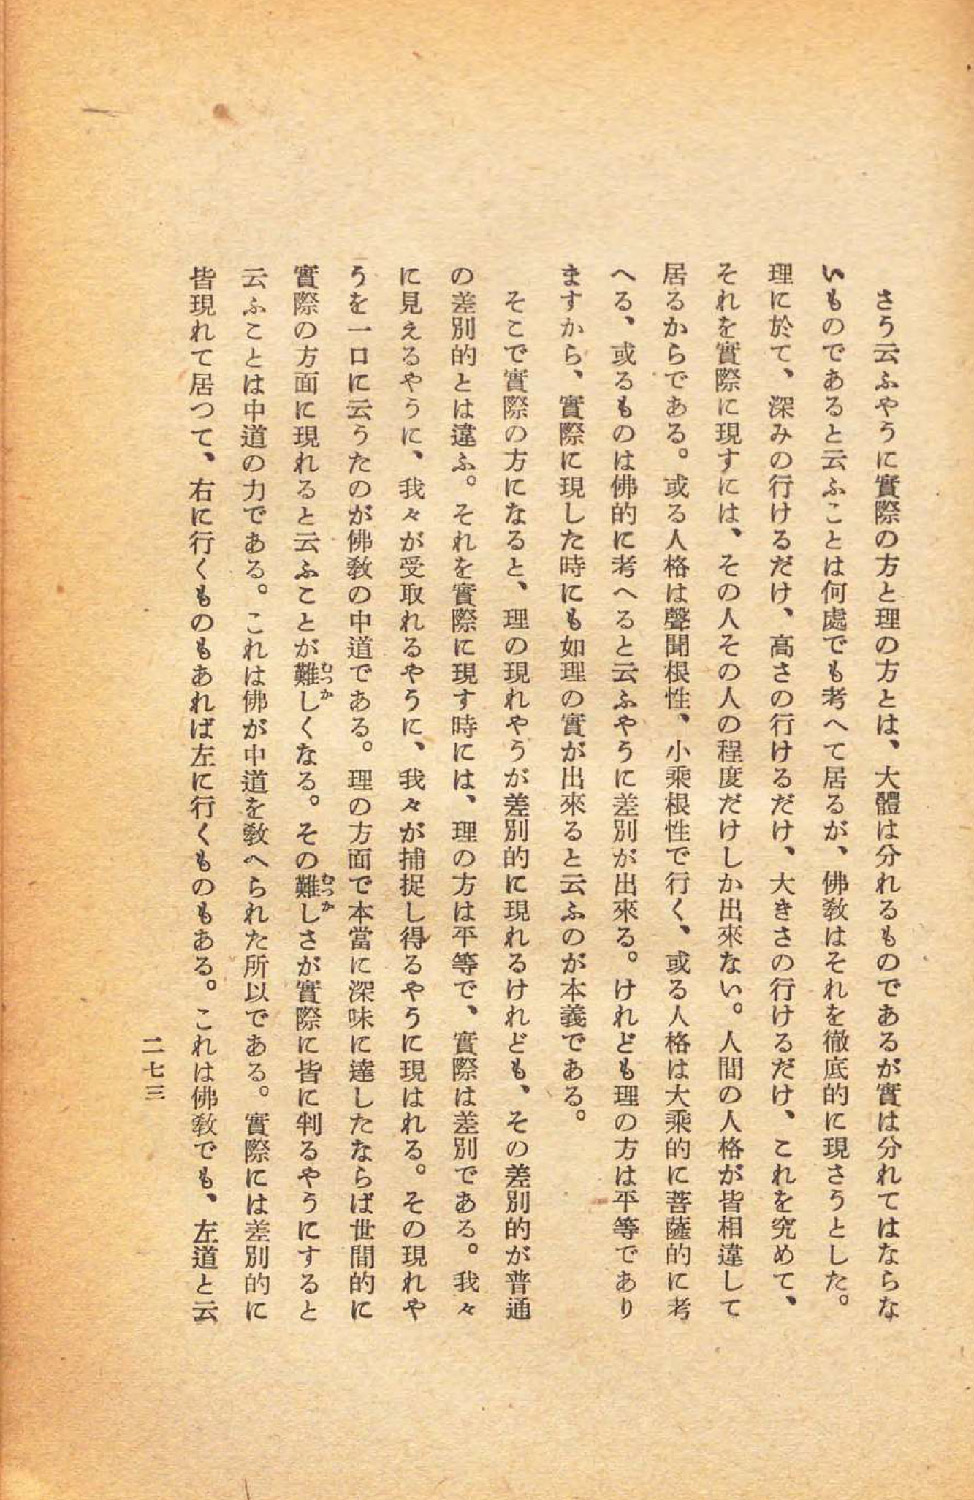 さう云ふやうに實際の方と理の方とは、大體は分れるものであるが實は分れてはならな
いものであると云ふことは何處でも考へて居るが、佛敎はそれを徹底的に現さうとした。
理に於て、深みの行けるだけ、高さの行けるだけ、大きさの行けるだけ、これを究めて、
それを實際に現すには、その人その人の程度だけしか出來ない。人間の人格が皆相違して
居るからである。或る人格は聲聞根性、小乘根性で行く、或る人格は大乘的に菩薩的に考
へる、或るものは佛的に考へると云ふやうに差別が出來る。けれども理の方は平等であり
ますから、實際に現した時にも如理の實が出來ると云ふのが本義である。
そこで實際の方になると、理の現れやうが差別的に現れるけれども、その差別的が普通
の差別的とは違ふ。それを實際に現す時には、理の方は平等で、實際は差別である。我々
に見えるやうに、我々が受取れるやうに、我々が捕捉し得るやうに現はれる。その現れや
うを一口に云うたのが佛敎の中道である。理の方面で本當に深味に達したならば世間的に
實際の方面に現れると云ふことが難しくなる。その難しさが實際に皆に判るやうにすると
云ふことは中道の力である。これは佛が中道を敎へられた所以である。實際には差別的に
皆現れて居つて、右に行くものもあれば左に行くものもある。これは佛敎でも、左道と云
二七三